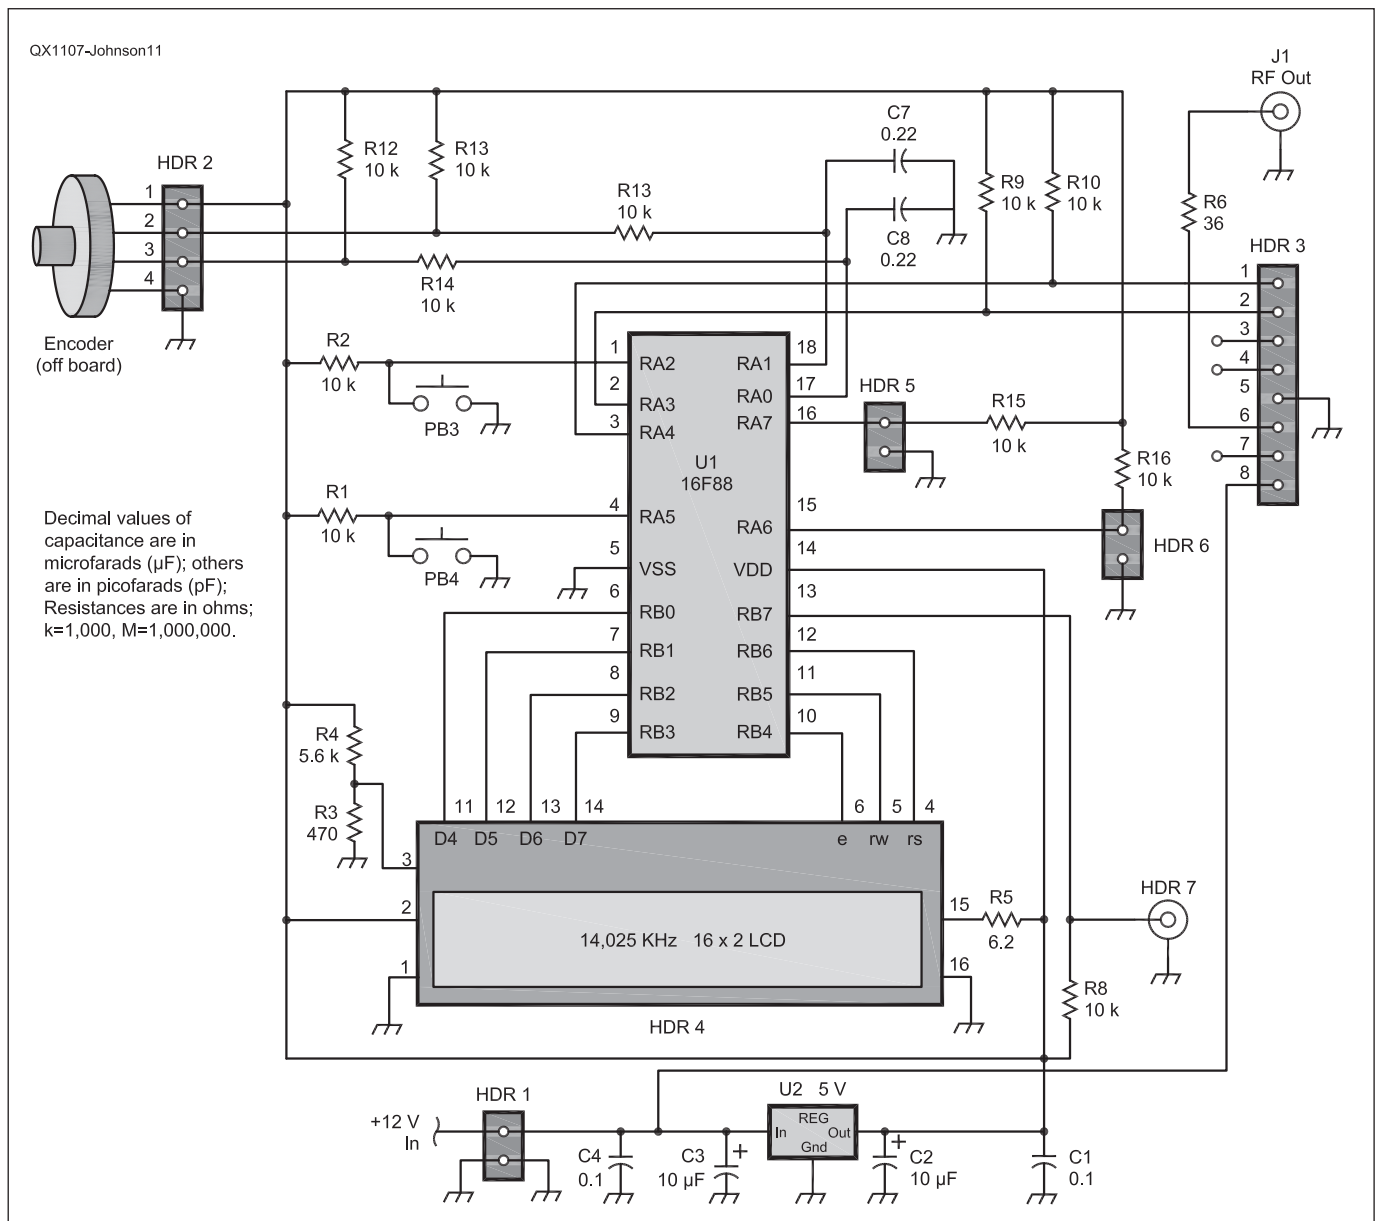 QX1107-Johnson11
J1
RF Out
C7
0.22
R12
10 k
R13
10 k
HDR 2
R13
10 k
R9
10 k
R10
10 k
R6
36
1
2
3
4
C8
0.22
HDR 3
R14
10 k
1
2
3
4
5
6
7
8
Encoder
(off board)
R2
10 k
PB3
1
RA2
2
RA3
3
RA4
18
RA1
17
RA0
16
RA7
HDR 5
R15
10 k
U1
16F88
R16
10 k
R1
10 k
PB4
4
RA5
5
VSS
6
RB0
7
RB1
8
RB2
9
RB3
15
RA6
14
VDD
13
RB7
12
RB6
11
RB5
10
RB4
HDR 6
Decimal values of
capacitance are in
microfarads (µF); others
are in picofarads (pF);
Resistances are in ohms;
k=1,000, M=1,000,000.
R4
5.6 k
R3
470
11
12
13
14
6
5
4
D4
D5
D6
D7
e
rw
rs
3
2
1
14,025 KHz 16 x 2 LCD
15
16
R5
6.2
HDR 7
R8
10 k
HDR 4
HDR 1
+12 V
In
U2 5 V
REG
In
Out
Gnd
C4
0.1
C3
10 µF
+
+
C2
10 µF
C1
0.1